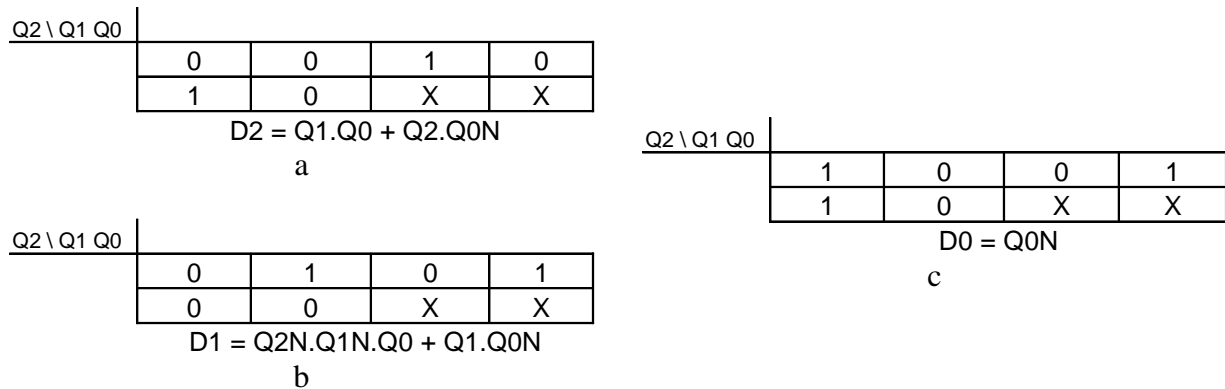 Q2 \ Q1 Q0
0 0 1 0
1 0 X X
D2 = Q1.Q0 + Q2.Q0N
a
Q2 \ Q1 Q0
0 1 0 1
0 0 X X
D1 = Q2N.Q1N.Q0 + Q1.Q0N
b
Q2 \ Q1 Q0
1 0 0 1
1 0 X X
D0 = Q0N
c